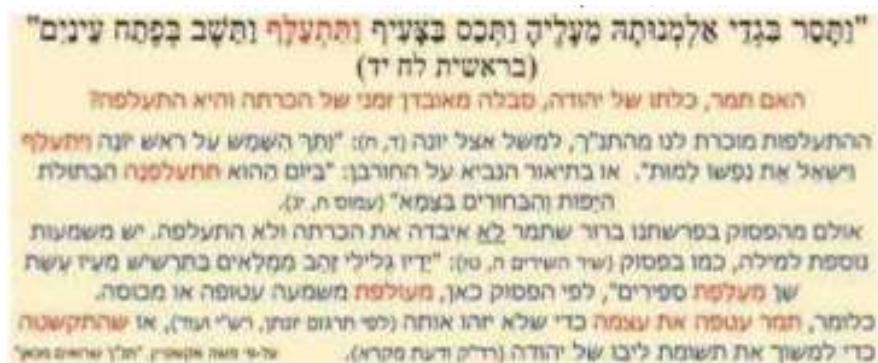 "וַתָּסַר בִּגְדֵי אַלְמְנוּתָהּ מֵעָלֶיהָ וַתְּכַס בַּצָּעִיף וַתִּתְעַלָּף וַתֵּשֶׁב בְּפֶתַח עֵינַיִם"
(בראשית לח יד)
האם תמר, כלתו של יהודה, סבלה מאובדן זמני של הכרתה והיא התעלפה?
ההתעלפות מוכרת לנו מהתנ"ך, למשל אצל יונה (ד, ח): "וַתַּךְ הַשֶּׁמֶשׁ עַל רֹאשׁ יוֹנָה וַיִּתְעַלָּף
וַיִּשְׁאַל אֶת נַפְשׁוֹ לָמוּת". או בתיאור הנביא על החורבן: "בַּיּוֹם הַהוּא תִּתְעַלַּפְנָה הַבְּתוּלֹת
הַיָּפוֹת וְהַבַּחוּרִים בַּצָּמָא" (עמוס ח, יג).
אולם מהפסוק בפרשתנו ברור שתמר לא איבדה את הכרתה ולא התעלפה. יש משמעות
נוספת למילה, כמו בפסוק (שיר השירים ה, טו): "יָדָיו גְּלִילֵי זָהָב מְמֻלָּאִים בַּתַּרְשִׁישׁ מֵעָיו עֶשֶׁת
שֵׁן מְעֻלֶּפֶת סַפִּירִים", לפי הפסוק כאן, מעולפת משמעה עטופה או מכוסה.
כלומר, תמר עטפה את עצמה כדי שלא יזהו אותה (לפי תרגום יונתן, רש"י ועוד), או שהתקשטה
כדי למשוך את תשומת ליבו של יהודה (רד"ק ודעת מקרא). על-פי משה